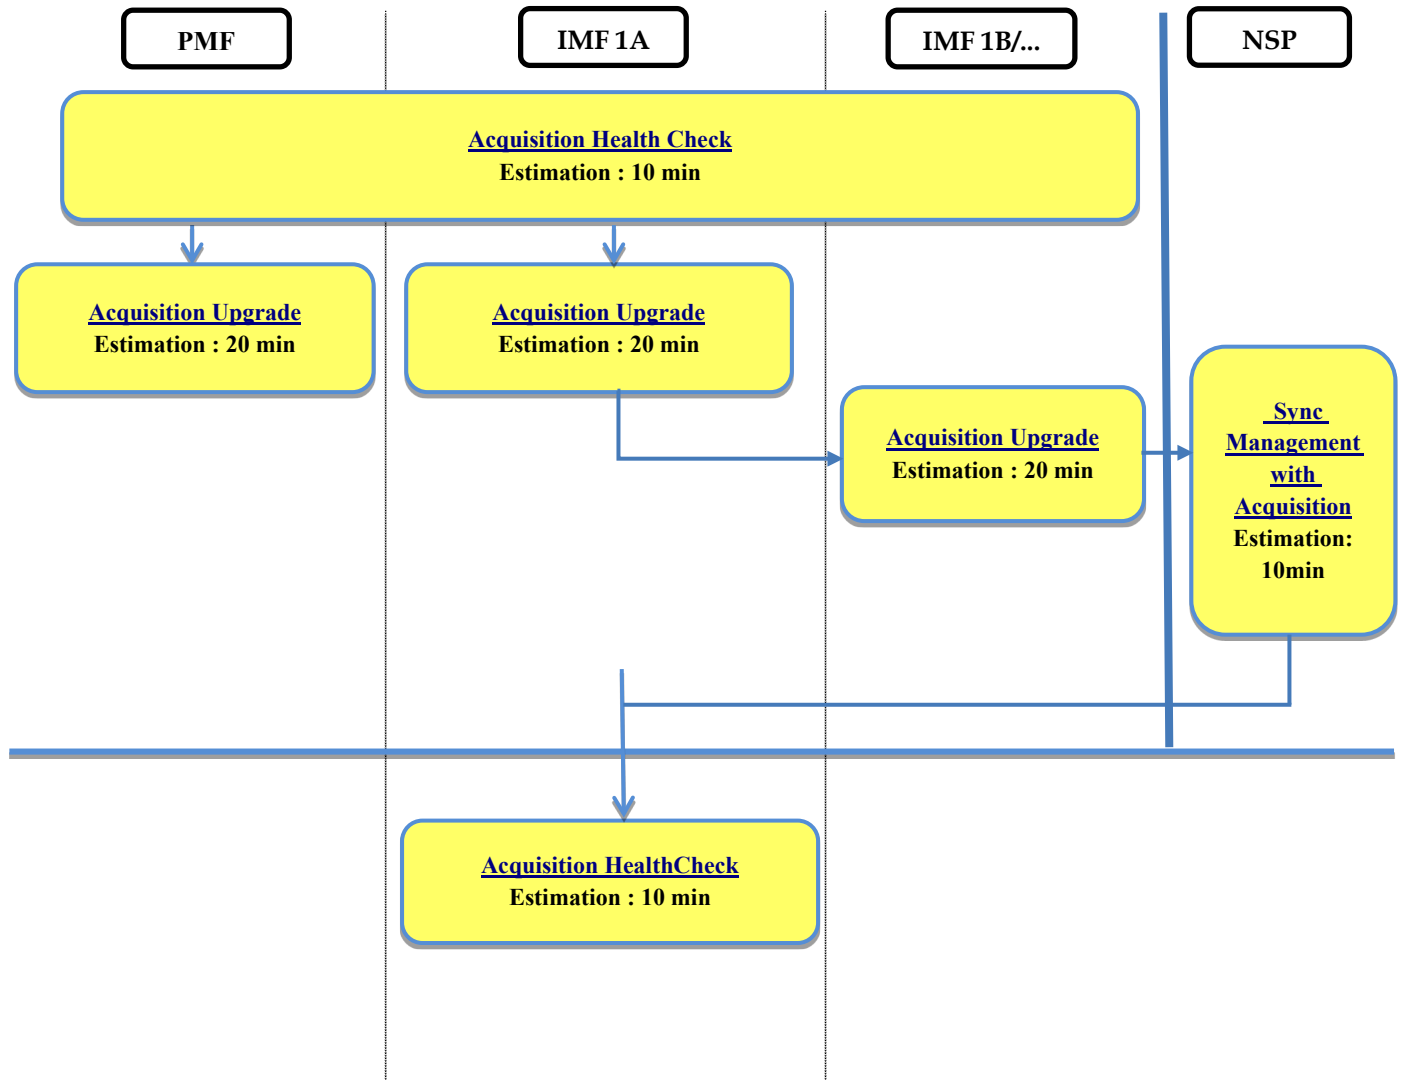 PMF
IMF 1A
IMF 1B/...
NSP
Acquisition Health Check
Estimation : 10 min
Acquisition Upgrade
Estimation : 20 min
Acquisition Upgrade
Estimation : 20 min
Acquisition Upgrade
Estimation : 20 min
Sync
Management
with
Acquisition
Estimation:
10min
Acquisition HealthCheck
Estimation : 10 min